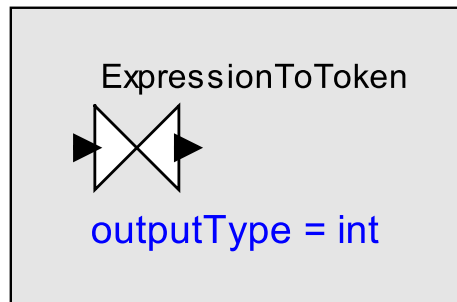 ExpressionToToken
outputType = int